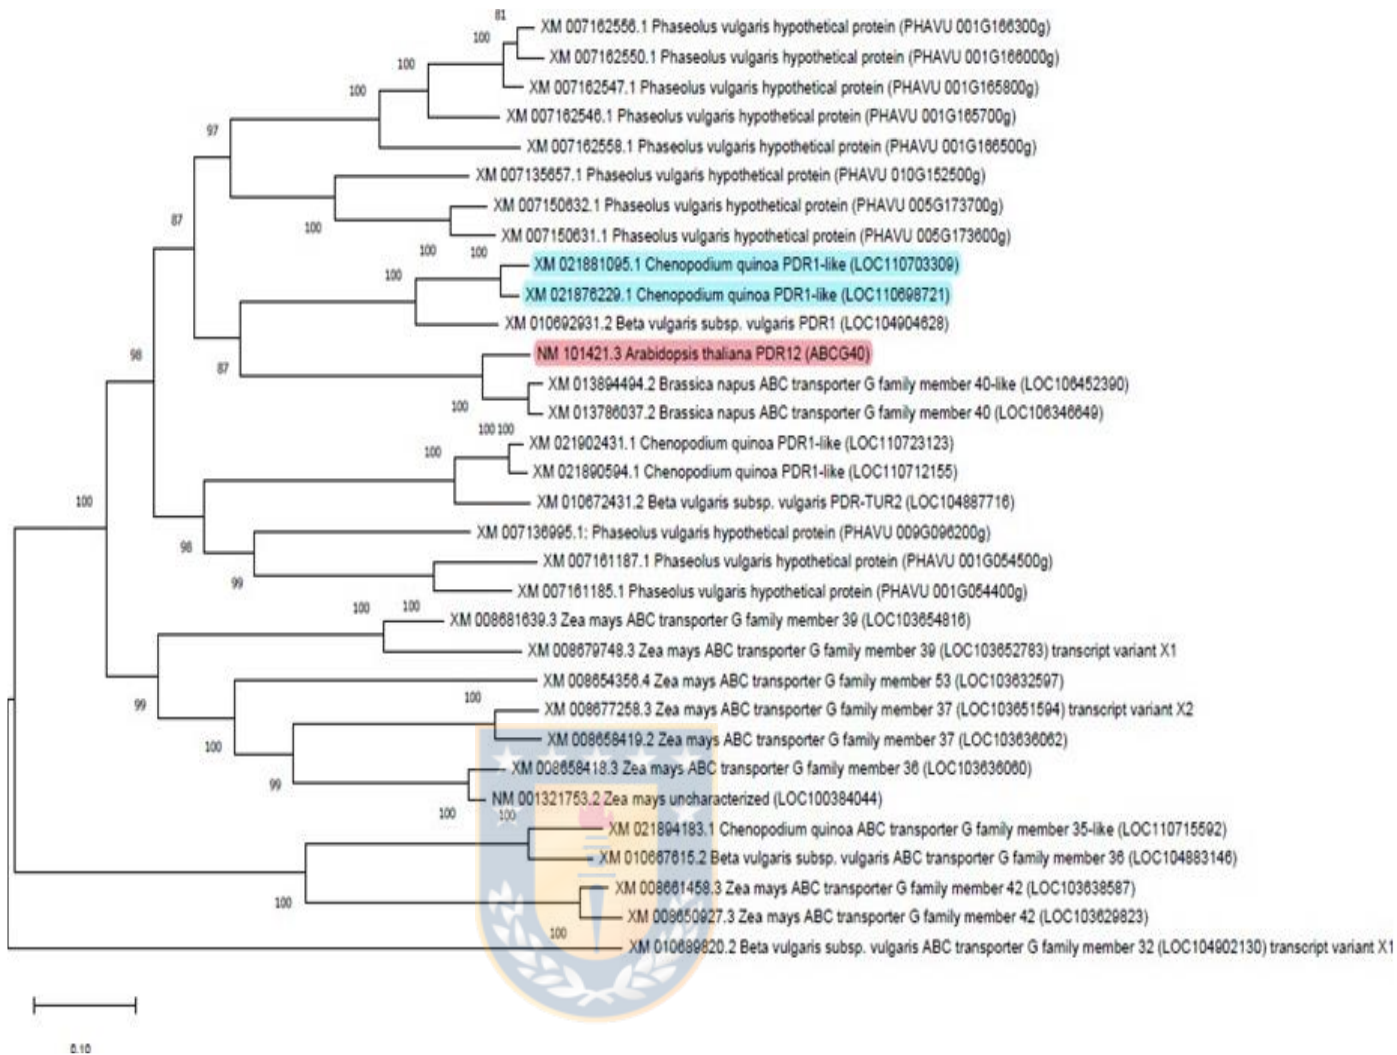 81
XM 007162556.1 Phaseolus vulgaris hypothetical protein (PHAVU 001G166300g)
100
XM 007162550.1 Phaseolus vulgaris hypothetical protein (PHAVU 001G166000g)
100
XM 007162547.1 Phaseolus vulgaris hypothetical protein (PHAVU 001G165800g)
100
XM 007162546.1 Phaseolus vulgaris hypothetical protein (PHAVU 001G165700g)
97
XM 007162558.1 Phaseolus vulgaris hypothetical protein (PHAVU 001G166500g)
XM 007135657.1 Phaseolus vulgaris hypothetical protein (PHAVU 010G152500g)
XM 007150632.1 Phaseolus vulgaris hypothetical protein (PHAVU 005G173700g)
87
100
XM 007150631.1 Phaseolus vulgaris hypothetical protein (PHAVU 005G173600g)
100
100
XM 021881095.1 Chenopodium quinoa PDR1-like (LOC110703309)
100
XM 021876229.1 Chenopodium quinoa PDR1-like (LOC110698721)
XM 010692931.2 Beta vulgaris subsp. vulgaris PDR1 (LOC104904628)
98
NM 101421.3 Arabidopsis thaliana PDR12 (ABCG40)
87
XM 013894494.2 Brassica napus ABC transporter G family member 40-like (LOC106452390)
100
XM 013786037.2 Brassica napus ABC transporter G family member 40 (LOC106346649)
100 100
XM 021902431.1 Chenopodium quinoa PDR1-like (LOC110723123)
100
XM 021890594.1 Chenopodium quinoa PDR1-like (LOC110712155)
100
XM 010672431.2 Beta vulgaris subsp. vulgaris PDR-TUR2 (LOC104887716)
XM 007136995.1: Phaseolus vulgaris hypothetical protein (PHAVU 009G096200g)
98
XM 007161187.1 Phaseolus vulgaris hypothetical protein (PHAVU 001G054500g)
99
XM 007161185.1 Phaseolus vulgaris hypothetical protein (PHAVU 001G054400g)
100
100
XM 008681639.3 Zea mays ABC transporter G family member 39 (LOC103654816)
XM 008679748.3 Zea mays ABC transporter G family member 39 (LOC103652783) transcript variant X1
XM 008654356.4 Zea mays ABC transporter G family member 53 (LOC103632597)
99
100
XM 008677258.3 Zea mays ABC transporter G family member 37 (LOC103651594) transcript variant X2
100
XM 008658419.2 Zea mays ABC transporter G family member 37 (LOC103636062)
XM 008658418.3 Zea mays ABC transporter G family member 36 (LOC103636060)
99
NM 001321753.2 Zea mays uncharacterized (LOC100384044)
100
100
XM 021894183.1 Chenopodium quinoa ABC transporter G family member 35-like (LOC110715592)
XM 010667615.2 Beta vulgaris subsp. vulgaris ABC transporter G family member 36 (LOC104883146)
XM 008661458.3 Zea mays ABC transporter G family member 42 (LOC103638587)
100
XM 008650927.3 Zea mays ABC transporter G family member 42 (LOC103629823)
100
XM 010689820.2 Beta vulgaris subsp. vulgaris ABC transporter G family member 32 (LOC104902130) transcript variant X1
0.10